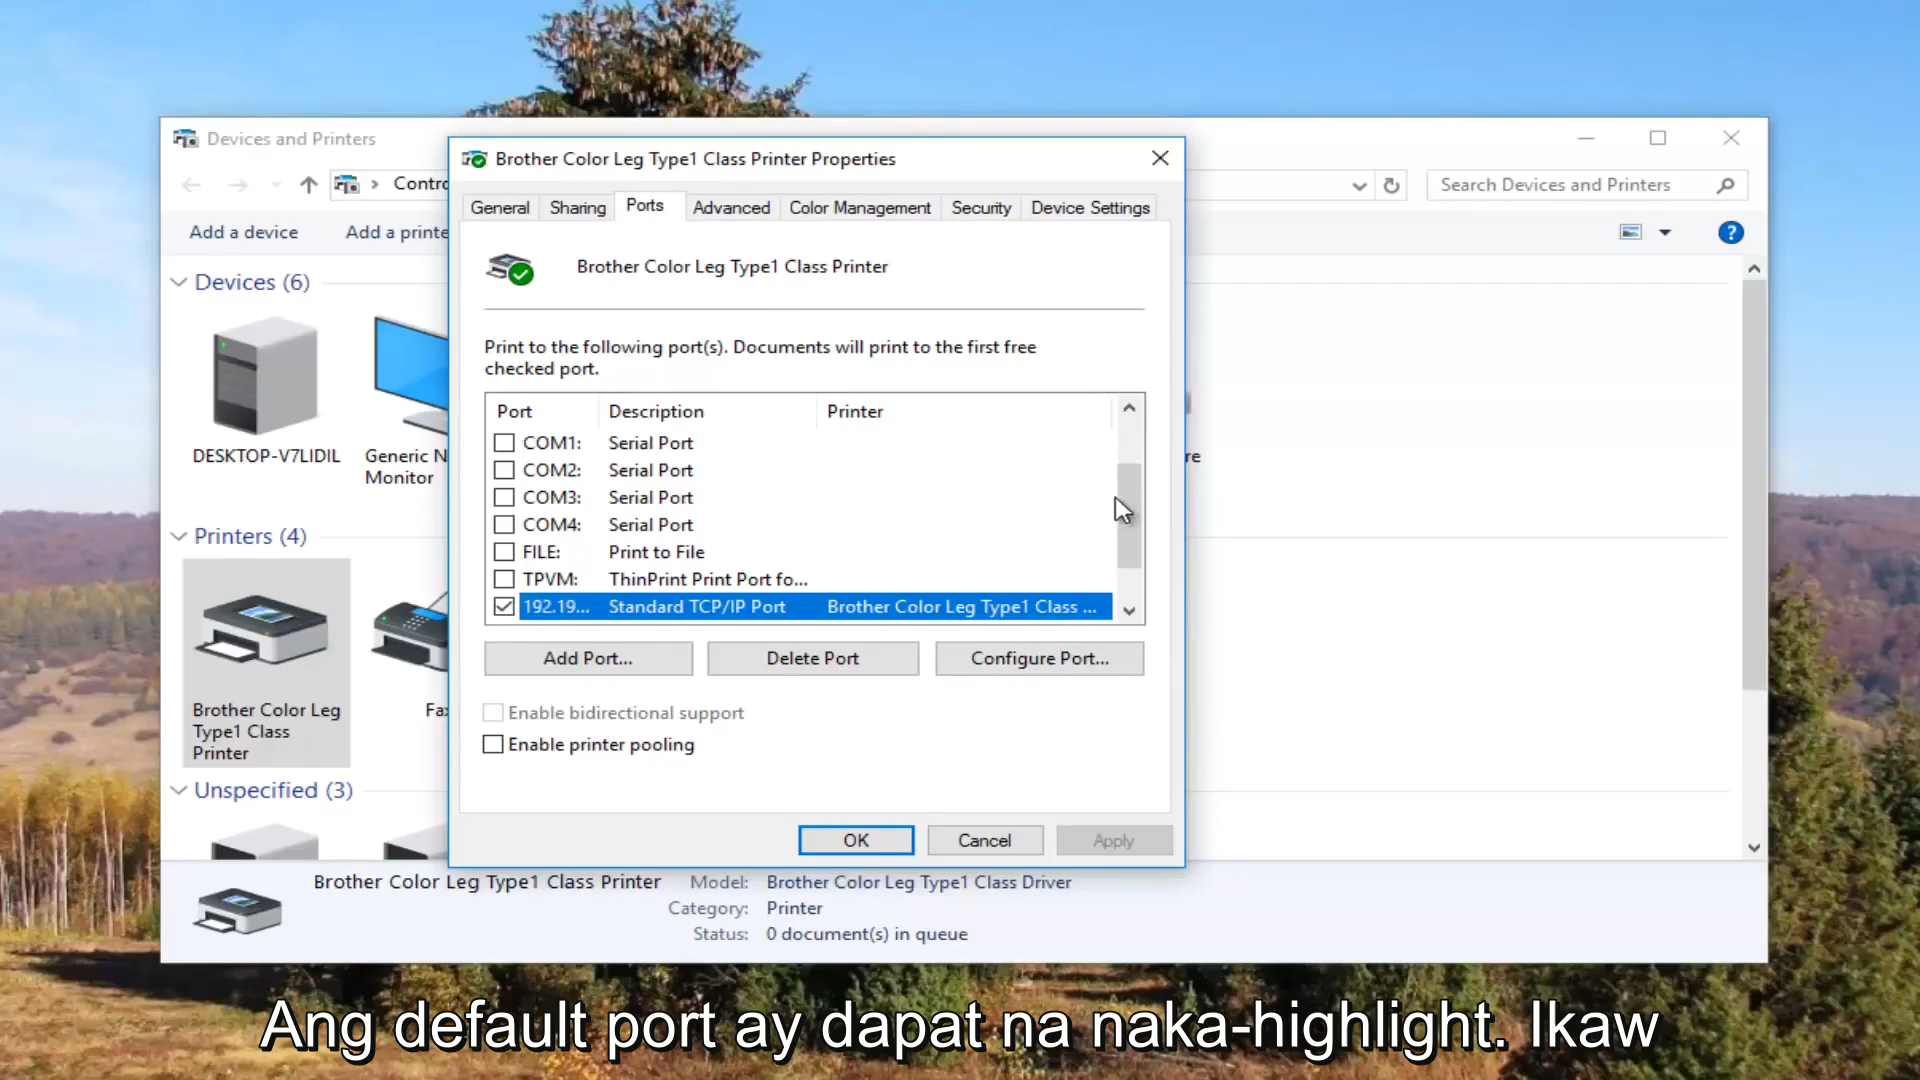 Devices and Printers
Brother Color Leg Type1 Class Printer Properties
Search Devices and Printers
General Sharing Ports Advanced Color Management Security Device Settings
Add a device
Brother Color Leg Type1 Class Printer
Devices (6)
Print to the following port(s). Documents will print to the first free
checked port.
Port Description Printer
COM1: Serial Port
COM2: Serial Port
COM3: Serial Port
COM4: Serial Port
FILE: Print to File
TPVM: ThinPrint Print Port fo...
192.19... Standard TCP/IP Port Brother Color Leg Type1 Class ...
Add Port... Delete Port Configure Port...
Enable bidirectional support
Enable printer pooling
OK Cancel Apply
DESKTOP-V7LIDIL
Generic N
Monitor
Printers (4)
Brother Color Leg
Type1 Class
Printer
Unspecified (3)
Brother Color Leg Type1 Class Printer
Model: Brother Color Leg Type1 Class Driver
Category: Printer
Status: 0 document(s) in queue
Ang default port ay dapat na naka-highlight. Ikaw